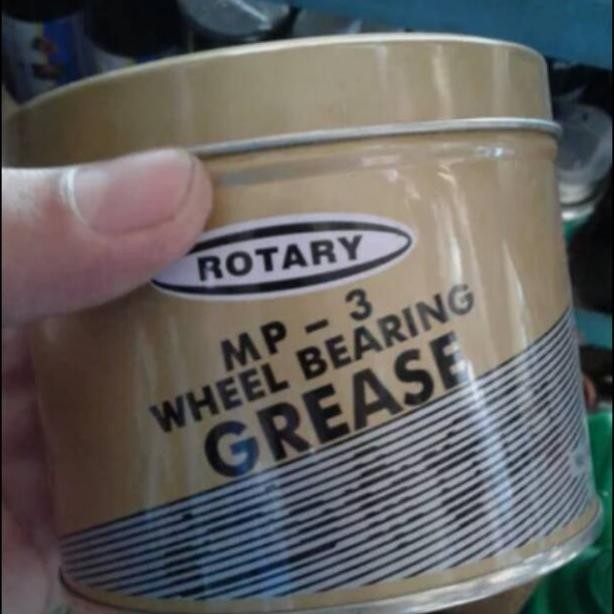 ROTARY
MP - 3
WHEEL BEARING
GREASE